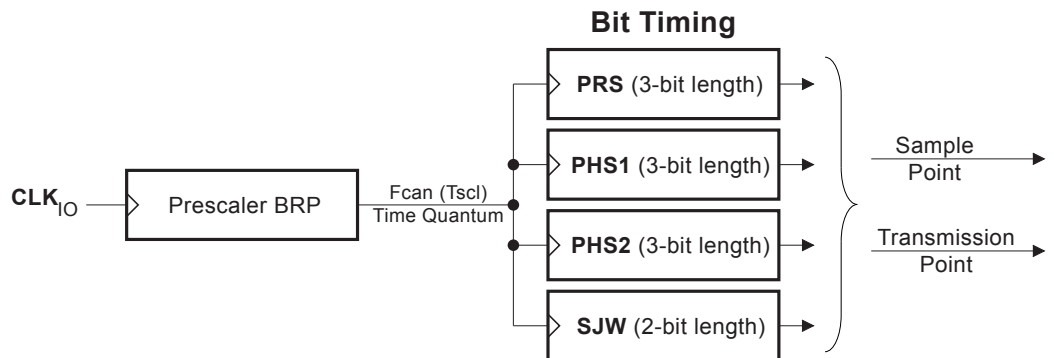 Bit Timing
PRS (3-bit length)
PHS1 (3-bit length)
Sample
Point
CLKIO
Prescaler BRP
Fcan (Tscl)
Time Quantum
PHS2 (3-bit length)
Transmission
Point
SJW (2-bit length)